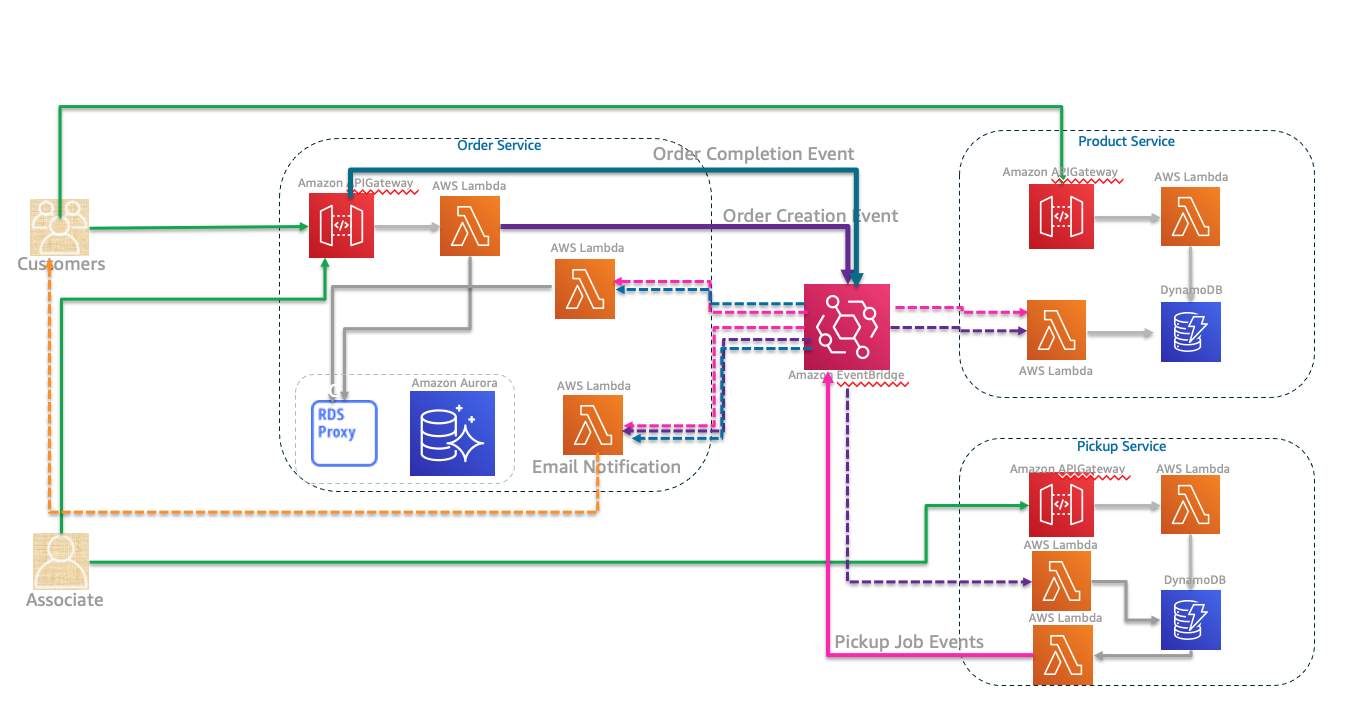 Order Service
Order Completion Event
Product Service
Amazon APIGateway
AWS Lambda
Amazon APIGateway
AWS Lambda
Order Creation Event
AWS Lambda
Customers
DynamoDB
Amazon EventBridge
AWS Lambda
Amazon Aurora
AWS Lambda
RDS
Proxy
Email Notification
Pickup Service
Amazon APIGateway
AWS Lambda
AWS Lambda
DynamoDB
Associate
AWS Lambda
Pickup Job Events